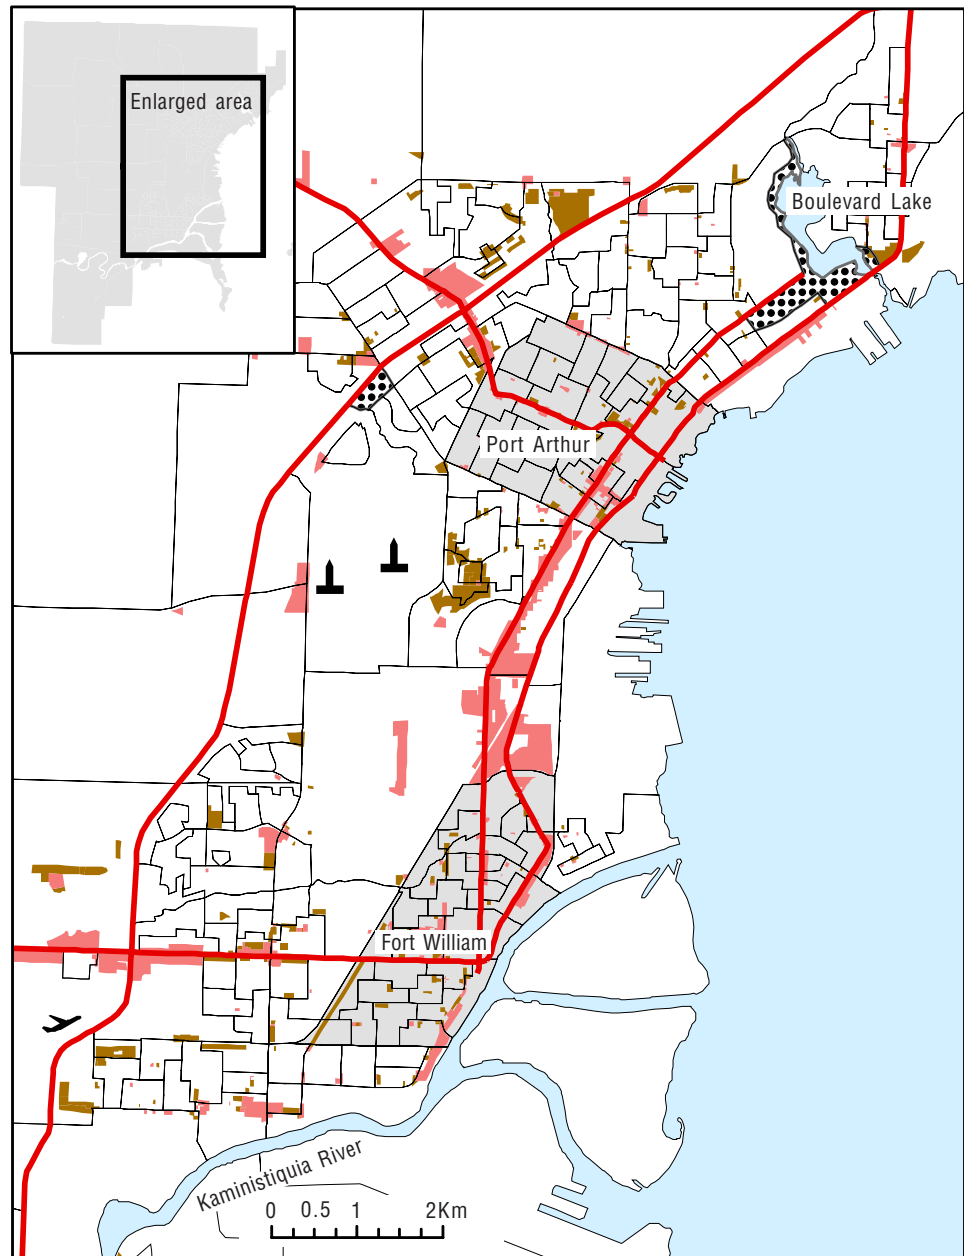 Enlarged area
Boulevard Lake
Port Arthur
Fort William
Kaministiquia River
0 0.5 1 2Km